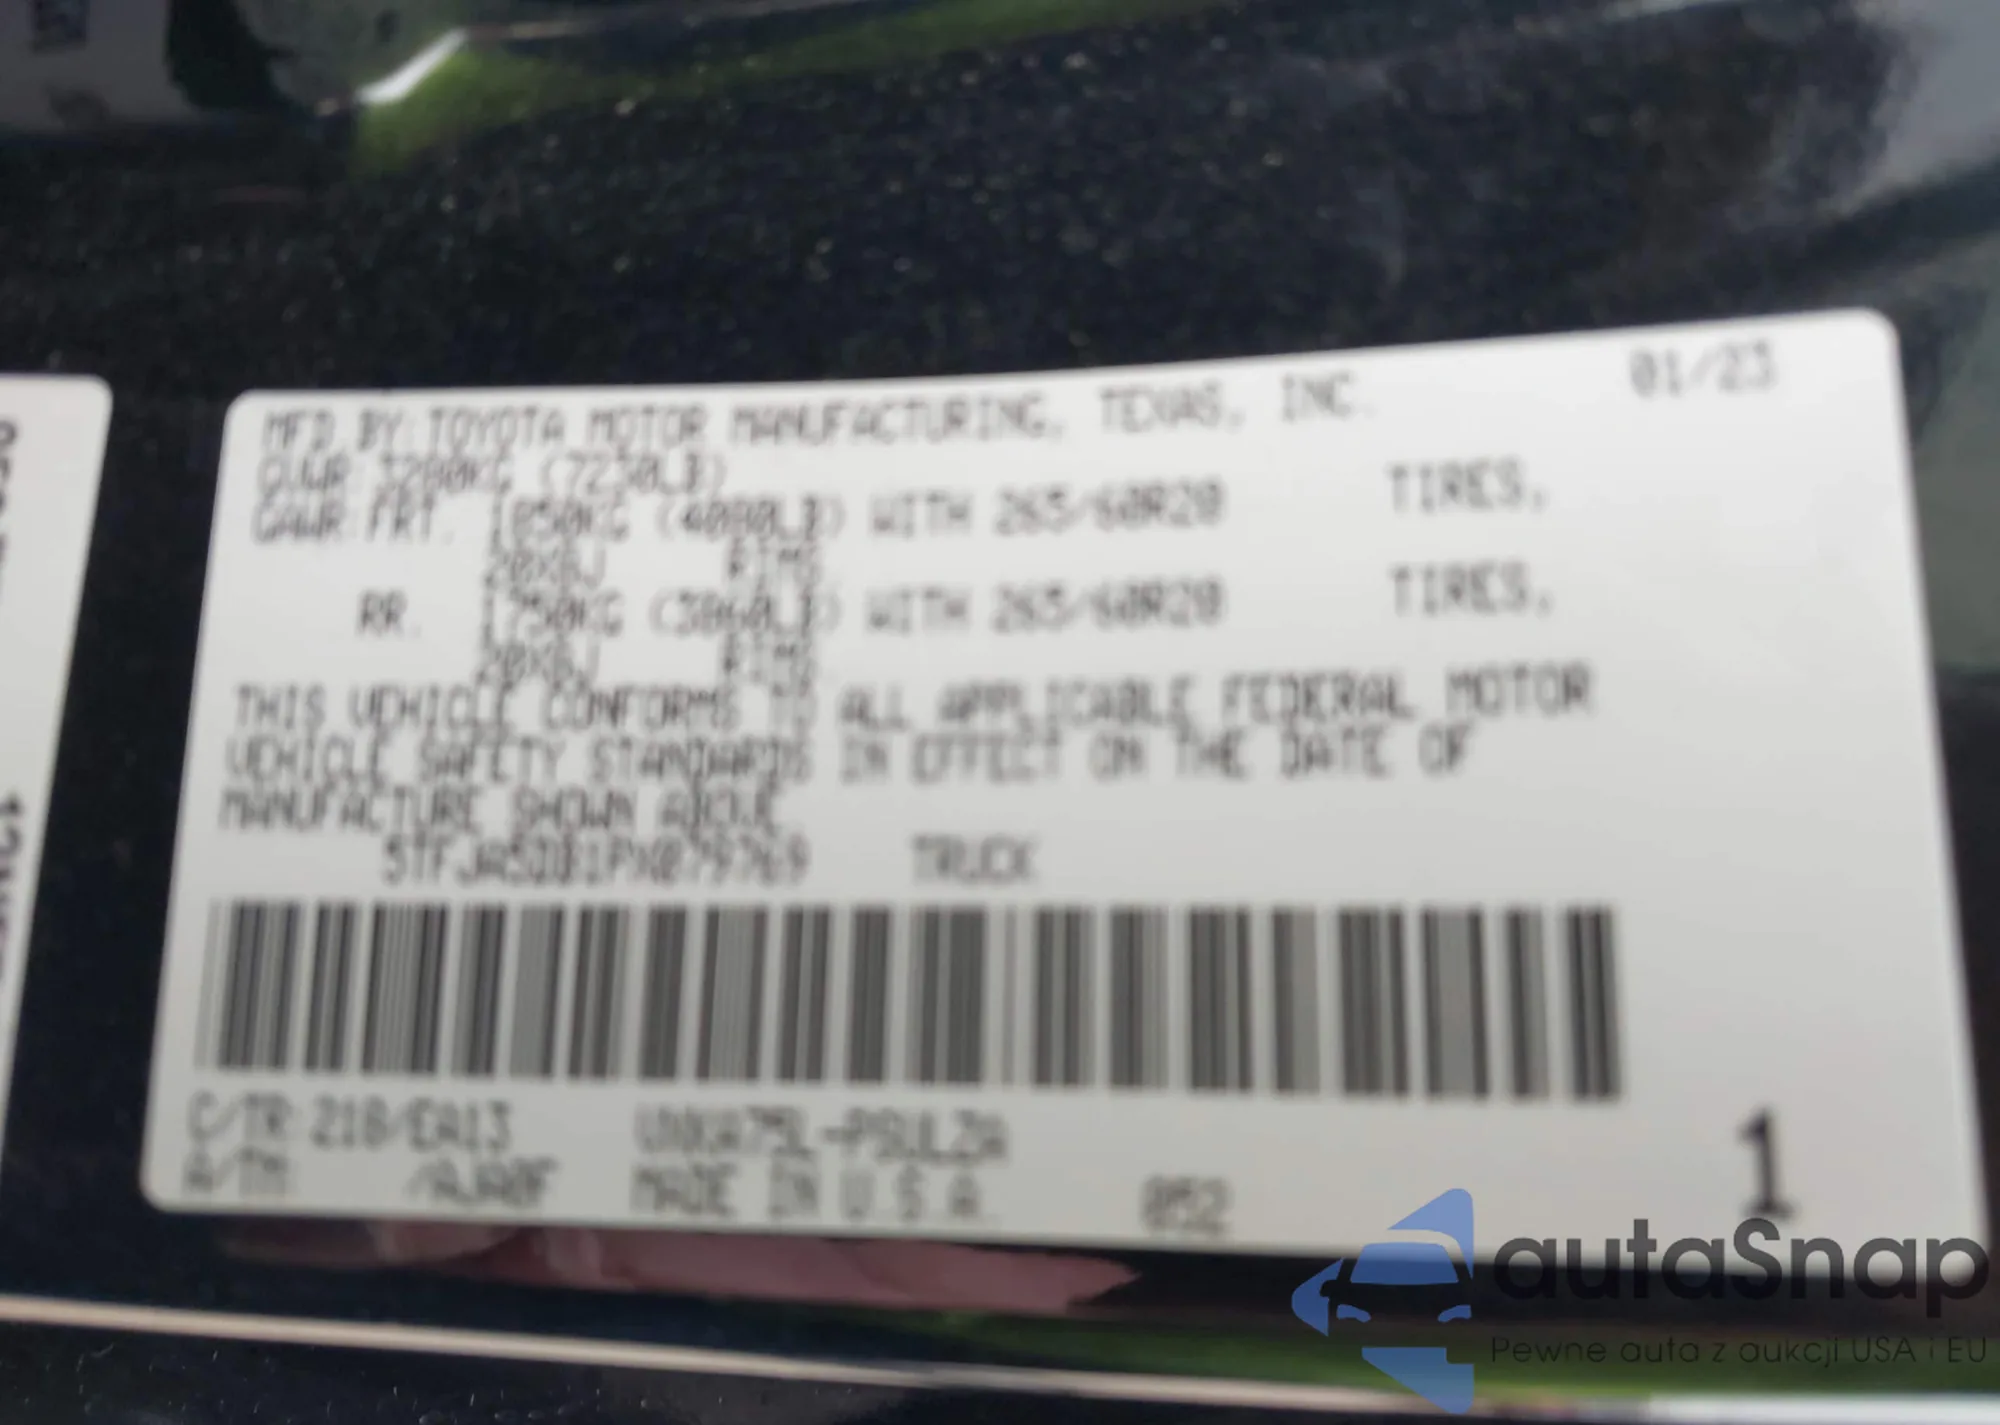 MFD.BY:TOYOTA MOTOR MANUFACTURING, TEXAS, INC. 01/23
GVWR:3280KG (7230LB)
GAWR:FRT. 1850KG (4080LB) WITH 265/60R20 TIRES,
20X8J RIMS
RR. 1750KG (3860LB) WITH 265/60R20 TIRES,
20X8J RIMS
THIS VEHICLE CONFORMS TO ALL APPLICABLE FEDERAL MOTOR
VEHICLE SAFETY STANDARDS IN EFFECT ON THE DATE OF
MANUFACTURE SHOWN ABOVE.
TRUCK
C/TR:218/EA13
A/TM: MADE IN U.S.A. 052
1
autaSnap
Pewne auta z aukcji USA i EU